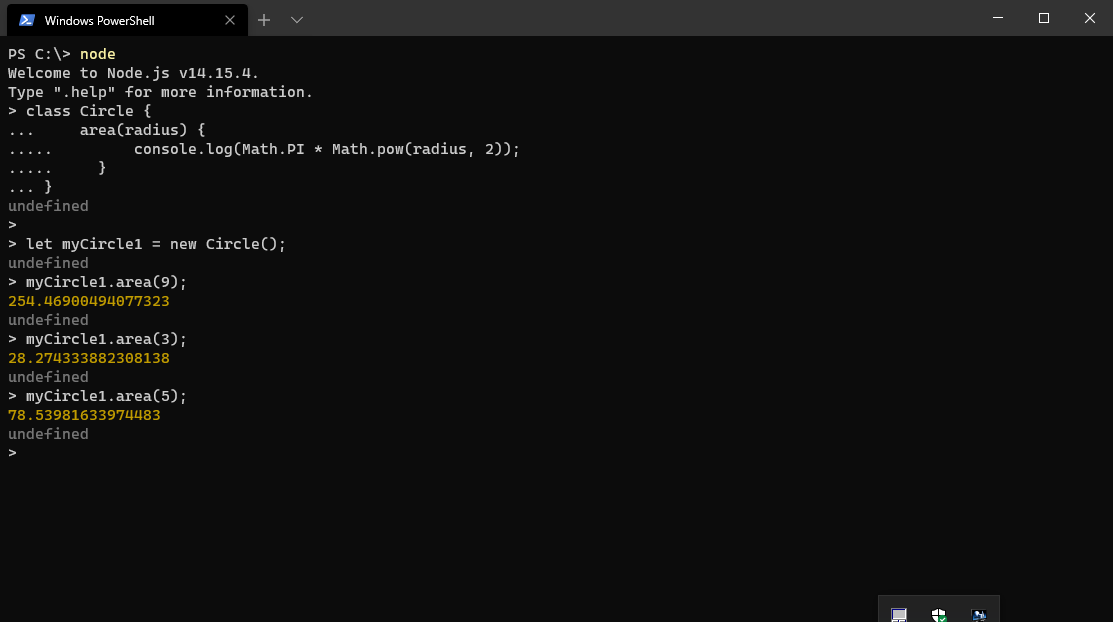 Windows PowerShell
PS C:\> node
Welcome to Node.js v14.15.4.
Type ".help" for more information.
> class Circle {
...     area(radius) {
.....         console.log(Math.PI * Math.pow(radius, 2));
.....     }
... }
undefined
>
> let myCircle1 = new Circle();
undefined
> myCircle1.area(9);
254.46900494077323
undefined
> myCircle1.area(3);
28.274333882308138
undefined
> myCircle1.area(5);
78.53981633974483
undefined
>